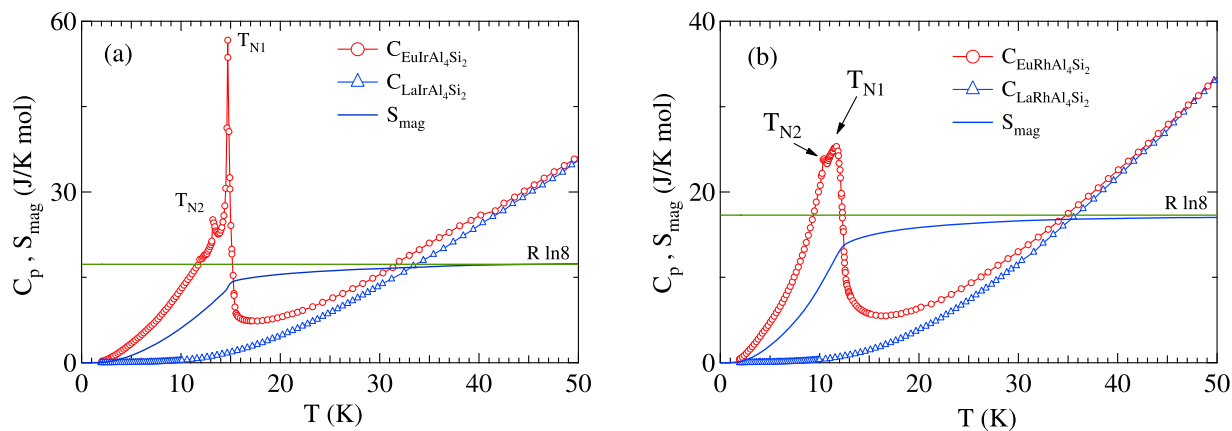 (a)
T_N1
T_N2
C_EuIrAl₄Si₂
C_LaIrAl₄Si₂
S_mag
R ln8
C_p , S_mag (J/K mol)
60
30
0
0 10 20 30 40 50
T (K)
(b)
T_N1
T_N2
C_EuRhAl₄Si₂
C_LaRhAl₄Si₂
S_mag
R ln8
C_p , S_mag (J/K mol)
40
20
0
0 10 20 30 40 50
T (K)